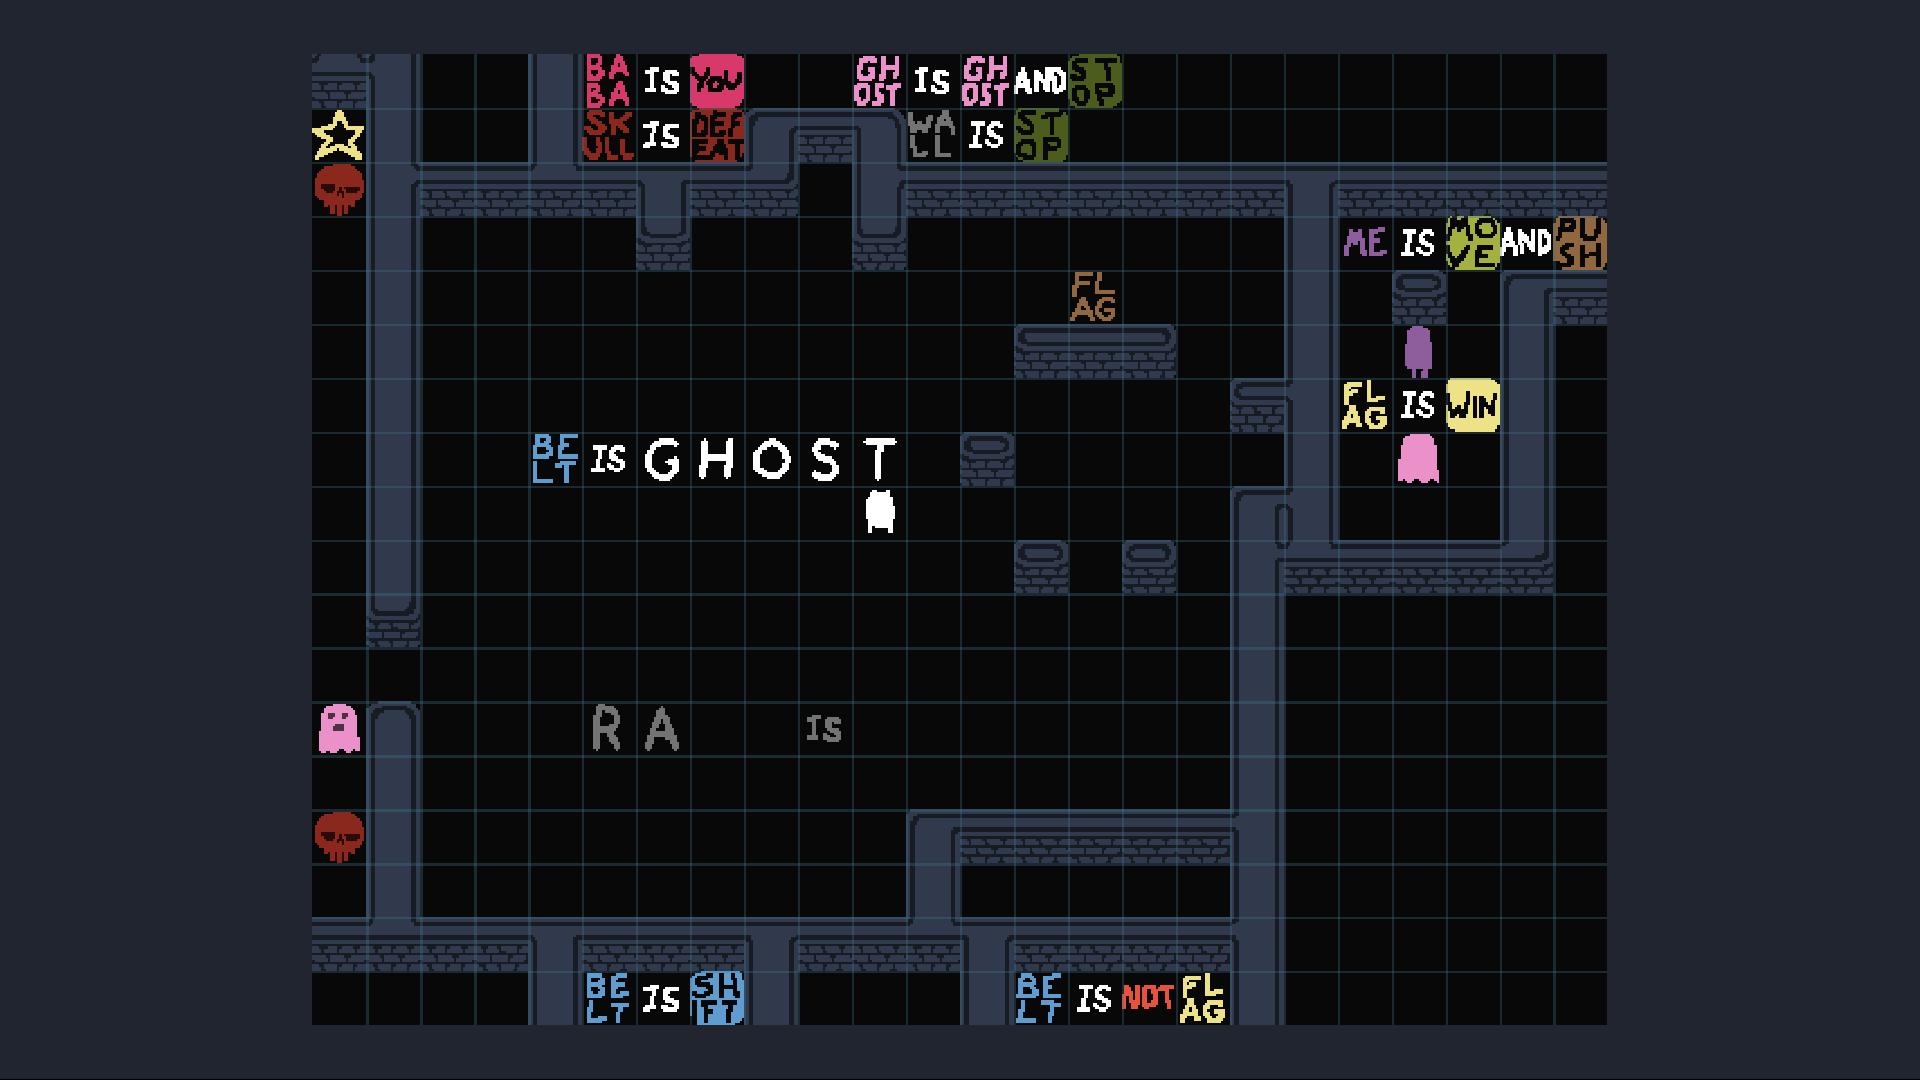 BABA IS YOU GHOST IS GHOST AND STOP
SKULL IS DEFEAT WALL IS STOP
ME IS MOVE AND PUSH
FLAG
FLAG IS WIN
BELT IS GHOST
RA IS
BELT IS SHIFT BELT IS NOT FLAG